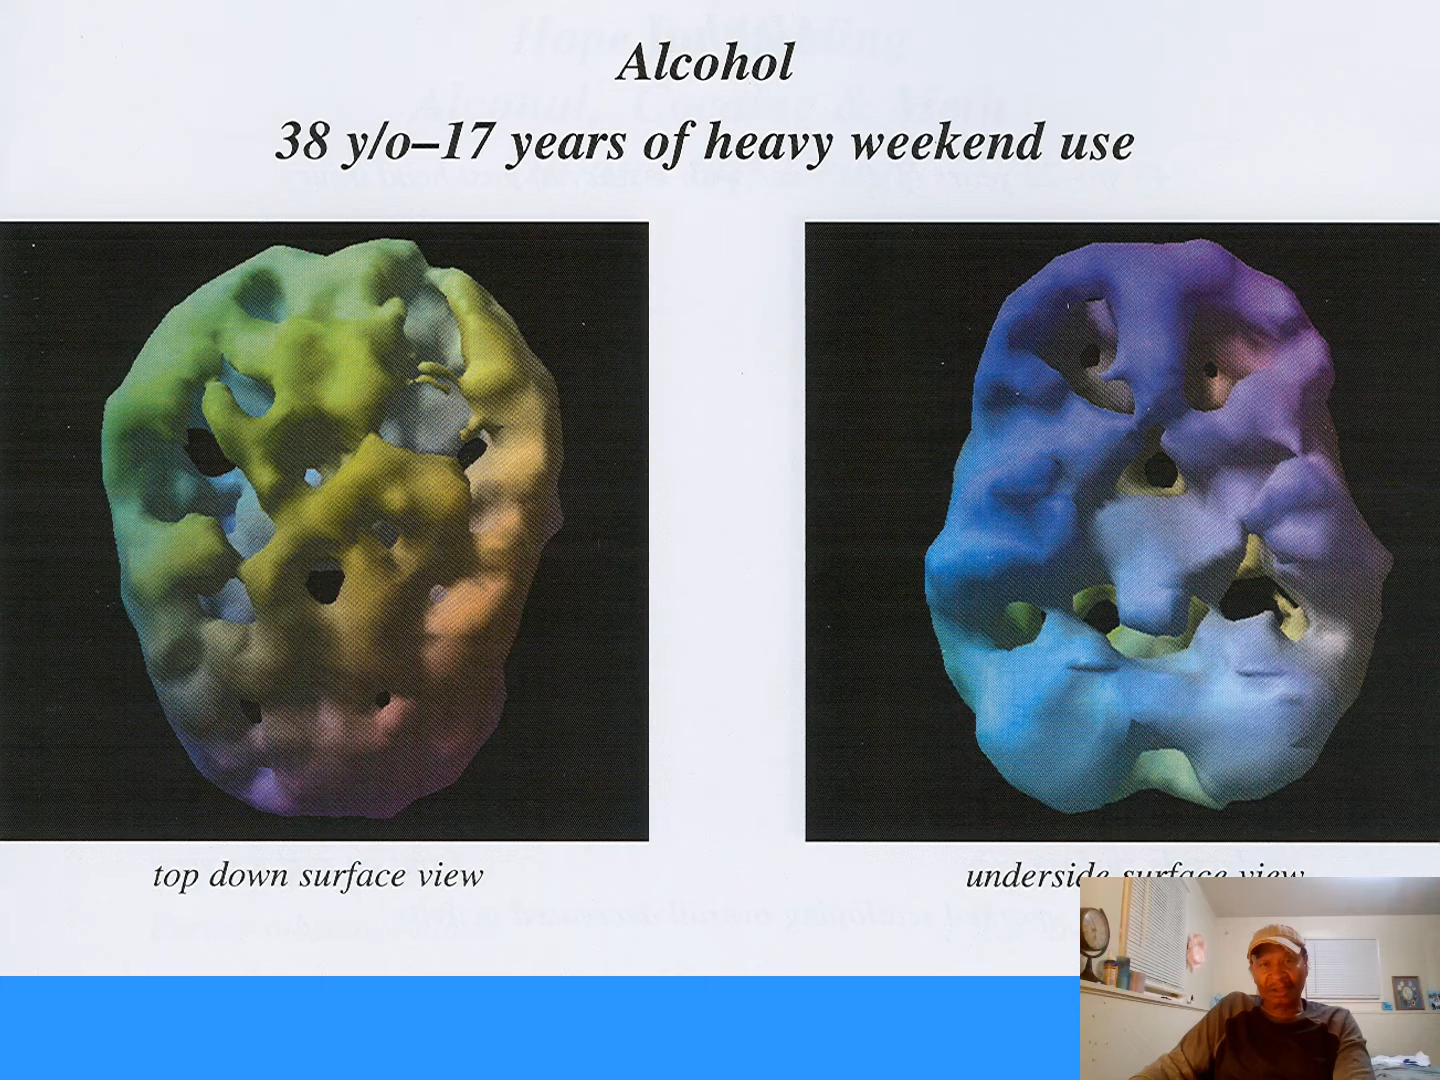 Alcohol
38 y/o–17 years of heavy weekend use
top down surface view
underside surface view